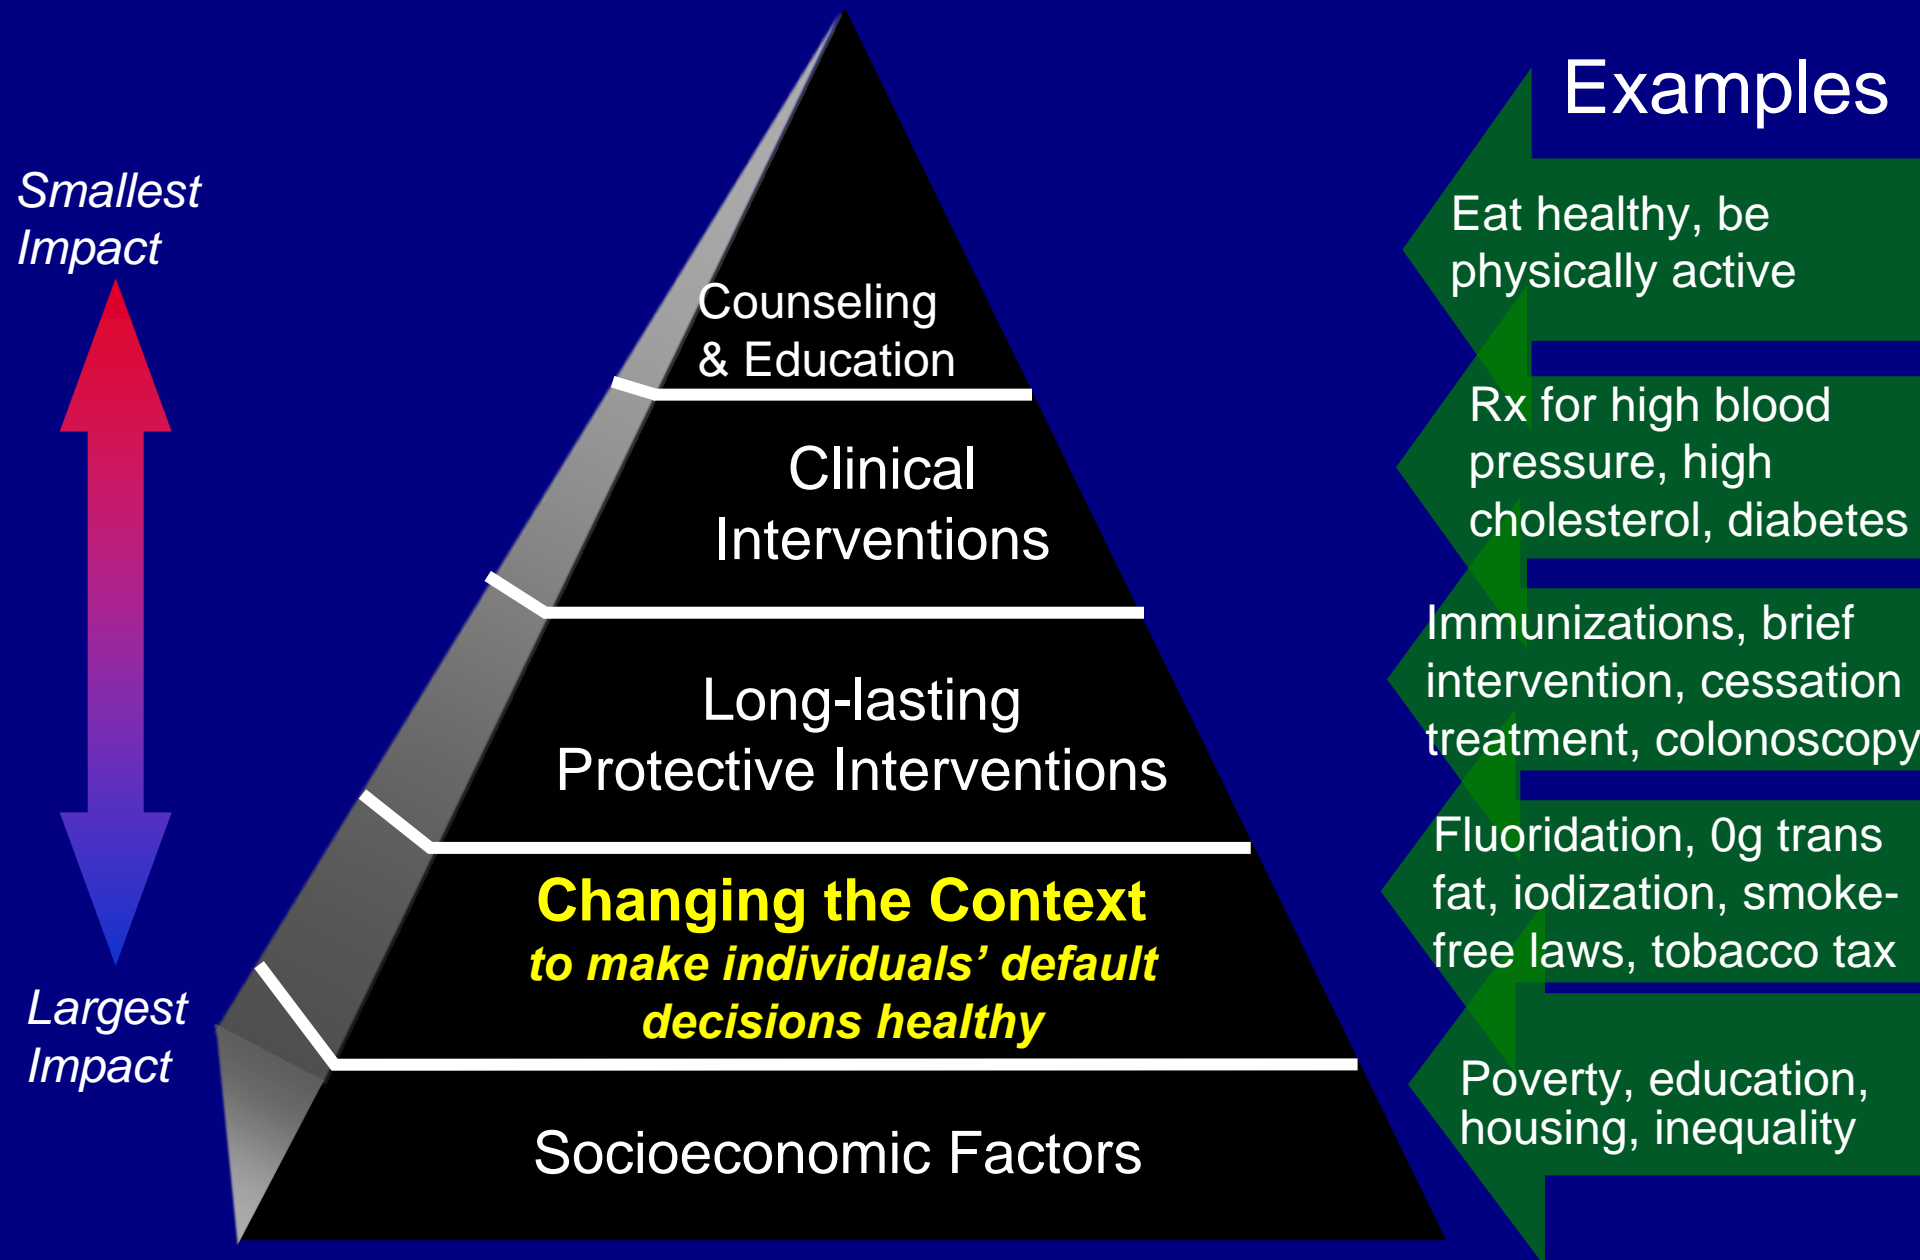 Examples
Smallest
Impact
Eat healthy, be
physically active
Counseling
& Education
Rx for high blood
pressure, high
cholesterol, diabetes
Clinical
Interventions
Immunizations, brief
intervention, cessation
treatment, colonoscopy
Long-lasting
Protective Interventions
Fluoridation, 0g trans
fat, iodization, smoke-
free laws, tobacco tax
Changing the Context
to make individuals’ default
decisions healthy
Largest
Impact
Poverty, education,
housing, inequality
Socioeconomic Factors